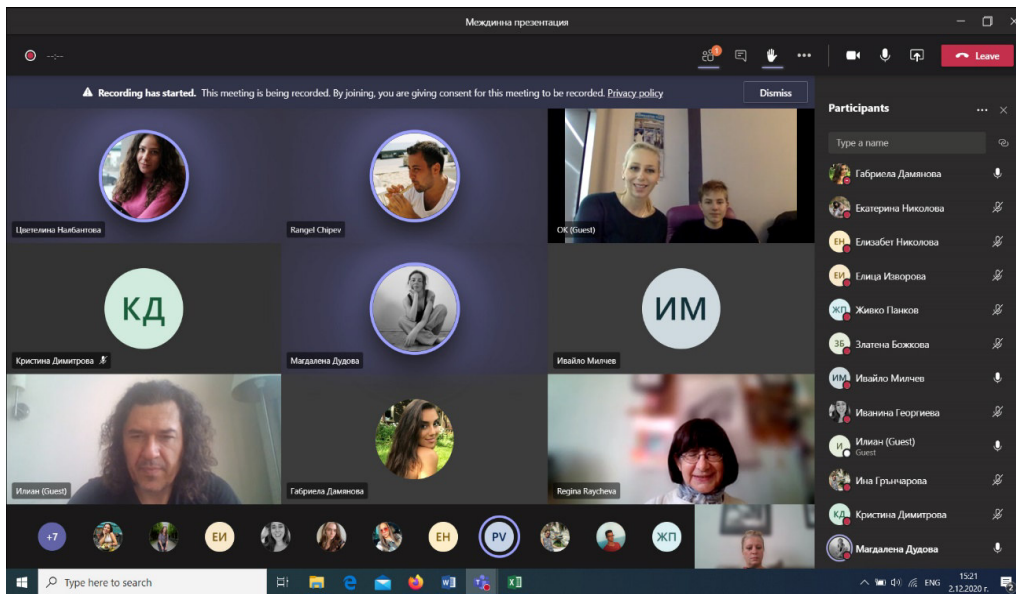 Междинна презентация
--:--
1
Leave
Recording has started. This meeting is being recorded. By joining, you are giving consent for this meeting to be recorded. Privacy policy
Dismiss
Participants
Type a name
Цветелина Налбантова
Rangel Chipev
OK (Guest)
КД
Кристина Димитрова
Магдалена Дудова
ИМ
Ивайло Милчев
Илиан (Guest)
Габриела Дамянова
Regina Raycheva
+7
ЕИ
ЕН
PV
ЖП
Габриела Дамянова
Екатерина Николова
ЕН
Елизабет Николова
ЕИ
Елица Изворова
ЖП
Живко Панков
ЗБ
Златена Божкова
ИМ
Ивайло Милчев
Иванина Георгиева
И
Илиан (Guest)
Guest
Ина Грънчарова
КД
Кристина Димитрова
Магдалена Дудова
Type here to search
ENG
15:21
2.12.2020 г.
2